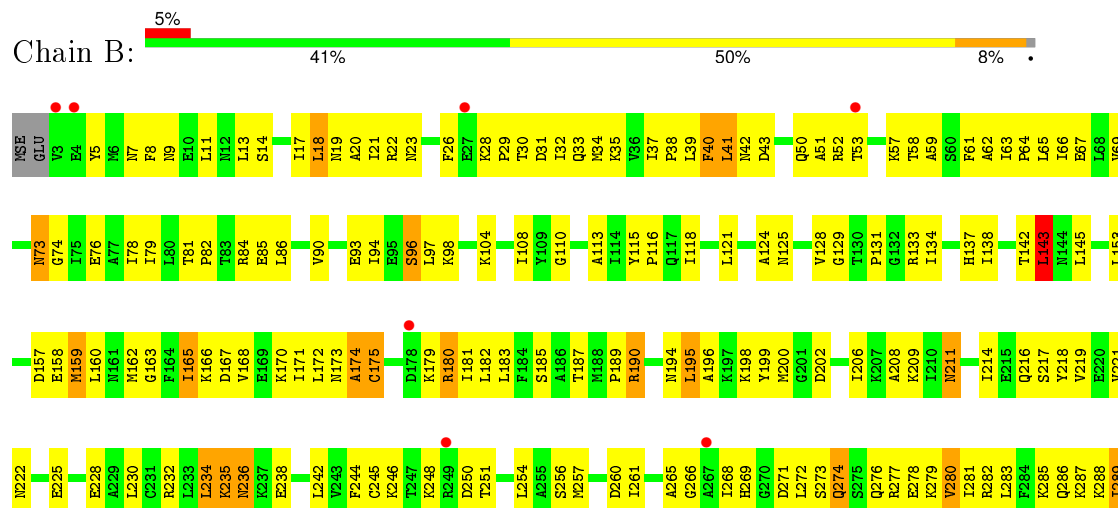 5%
Chain B:
41% 50% 8% •
MSE GLU V3 E4 Y5 M6 N7 F8 N9 E10 L11 N12 L13 S14 I17 L18 N19 A20 I21 R22 N23 F26 E27 K28 P29 T30 D31 I32 Q33 M34 K35 V36 I37 P38 L39 F40 L41 N42 D43 Q50 A51 R52 T53 K57 T58 A59 S60 F61 A62 I63 P64 L65 I66 E67 L68 V69
N73 G74 I75 E76 A77 I78 I79 L80 T81 P82 T83 R84 E85 L86 V90 E93 I94 E95 S96 L97 K98 K104 I108 Y109 G110 A113 I114 Y115 P116 Q117 I118 L121 A124 N125 V128 G129 T130 P131 G132 R133 I134 H137 I138 T142 L143 N144 L145 L153
D157 E158 M159 L160 N161 M162 G163 F164 I165 K166 D167 V168 E169 K170 I171 L172 N173 A174 C175 D178 K179 R180 I181 L182 L183 F184 S185 A186 T187 M188 P189 R190 N194 L195 A196 K197 K198 Y199 M200 G201 D202 I206 K207 A208 K209 I210 N211 I214 E215 Q216 S217 Y218 V219 E220 V221
N222 E225 E228 A229 L230 C231 R232 L233 L234 K235 N236 K237 E238 L242 V243 F244 C245 K246 T247 K248 R249 D250 T251 L254 A255 S256 M257 D260 I261 A265 G266 A267 I268 H269 G270 D271 L272 S273 Q274 S275 Q276 R277 E278 K279 V280 I281 R282 L283 F284 K285 Q286 K287 K288